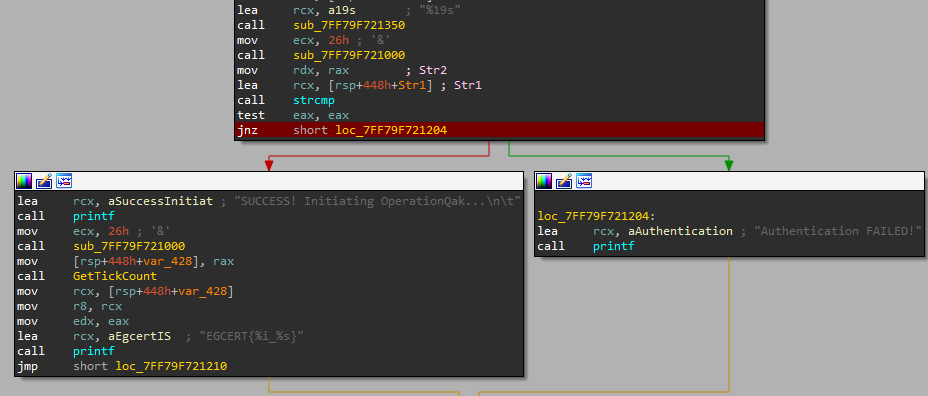 lea rcx, a19s ; "%19s"
call sub_7FF79F721350
mov ecx, 26h ; '&'
call sub_7FF79F721000
mov rdx, rax ; Str2
lea rcx, [rsp+448h+Str1] ; Str1
call strcmp
test eax, eax
jnz short loc_7FF79F721204
lea rcx, aSuccessInitiat ; "SUCCESS! Initiating OperationQak...\n\t"
call printf
mov ecx, 26h ; '&'
call sub_7FF79F721000
mov [rsp+448h+var_428], rax
call GetTickCount
mov rcx, [rsp+448h+var_428]
mov r8, rcx
mov edx, eax
lea rcx, aEgcertIS ; "EGCERT{%i_%s}"
call printf
jmp short loc_7FF79F721210
loc_7FF79F721204:
lea rcx, aAuthentication ; "Authentication FAILED!"
call printf